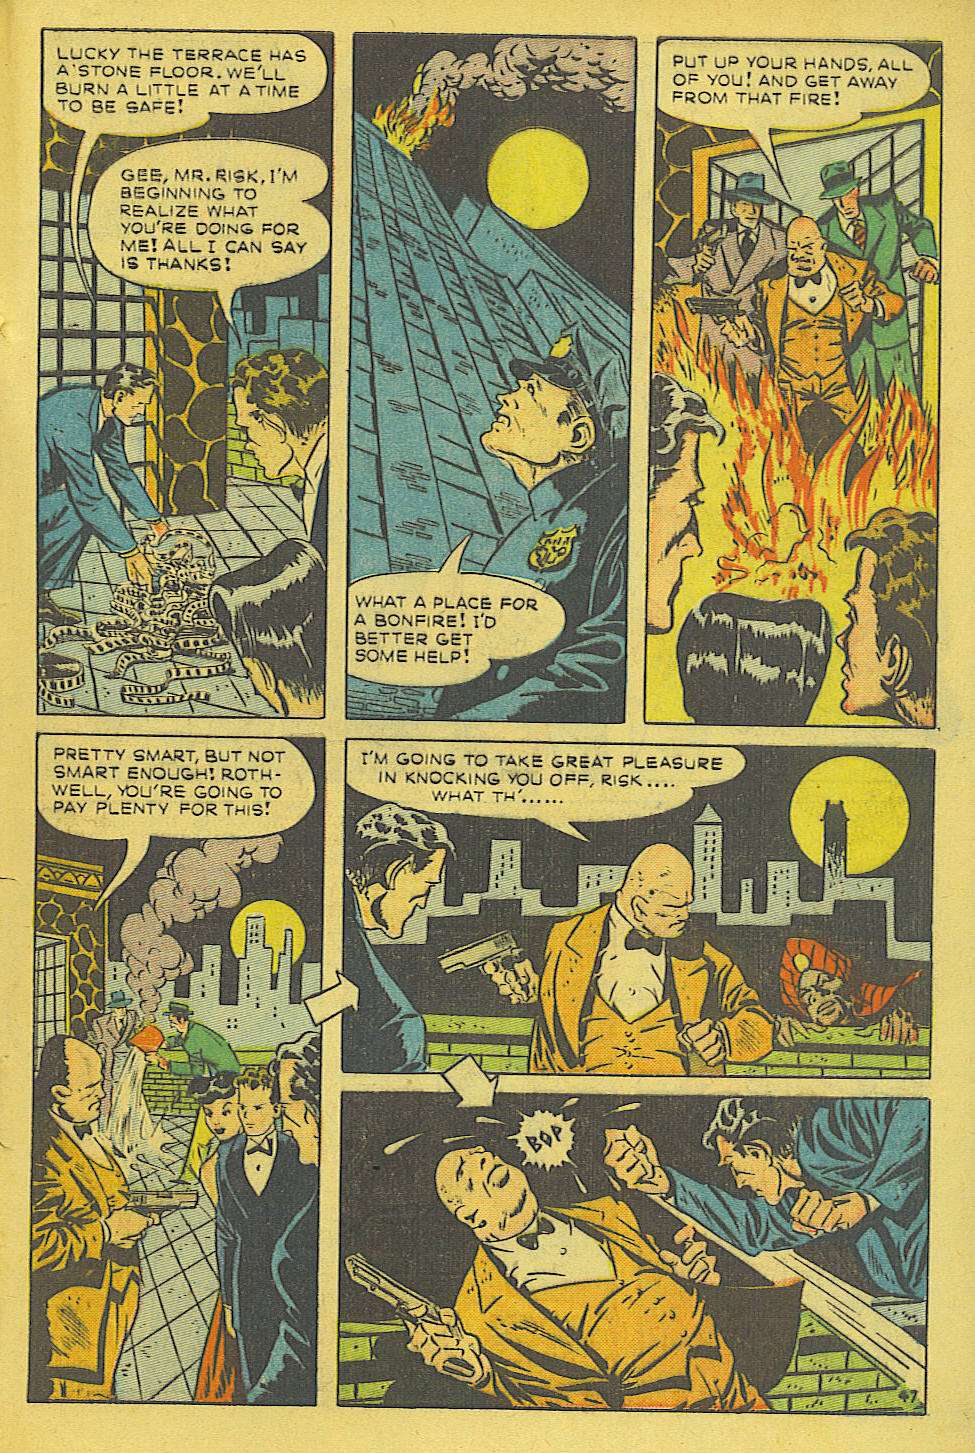 LUCKY THE TERRACE HAS
A STONE FLOOR. WE'LL
BURN A LITTLE AT A TIME
TO BE SAFE!
GEE, MR. RISK, I'M
BEGINNING TO
REALIZE WHAT
YOU'RE DOING FOR
ME! ALL I CAN SAY
IS THANKS!
WHAT A PLACE FOR
A BONFIRE! I'D
BETTER GET
SOME HELP!
PUT UP YOUR HANDS, ALL
OF YOU! AND GET AWAY
FROM THAT FIRE!
PRETTY SMART, BUT NOT
SMART ENOUGH! ROTH-
WELL, YOU'RE GOING TO
PAY PLENTY FOR THIS!
I'M GOING TO TAKE GREAT PLEASURE
IN KNOCKING YOU OFF, RISK....
WHAT TH'......
BOP
47